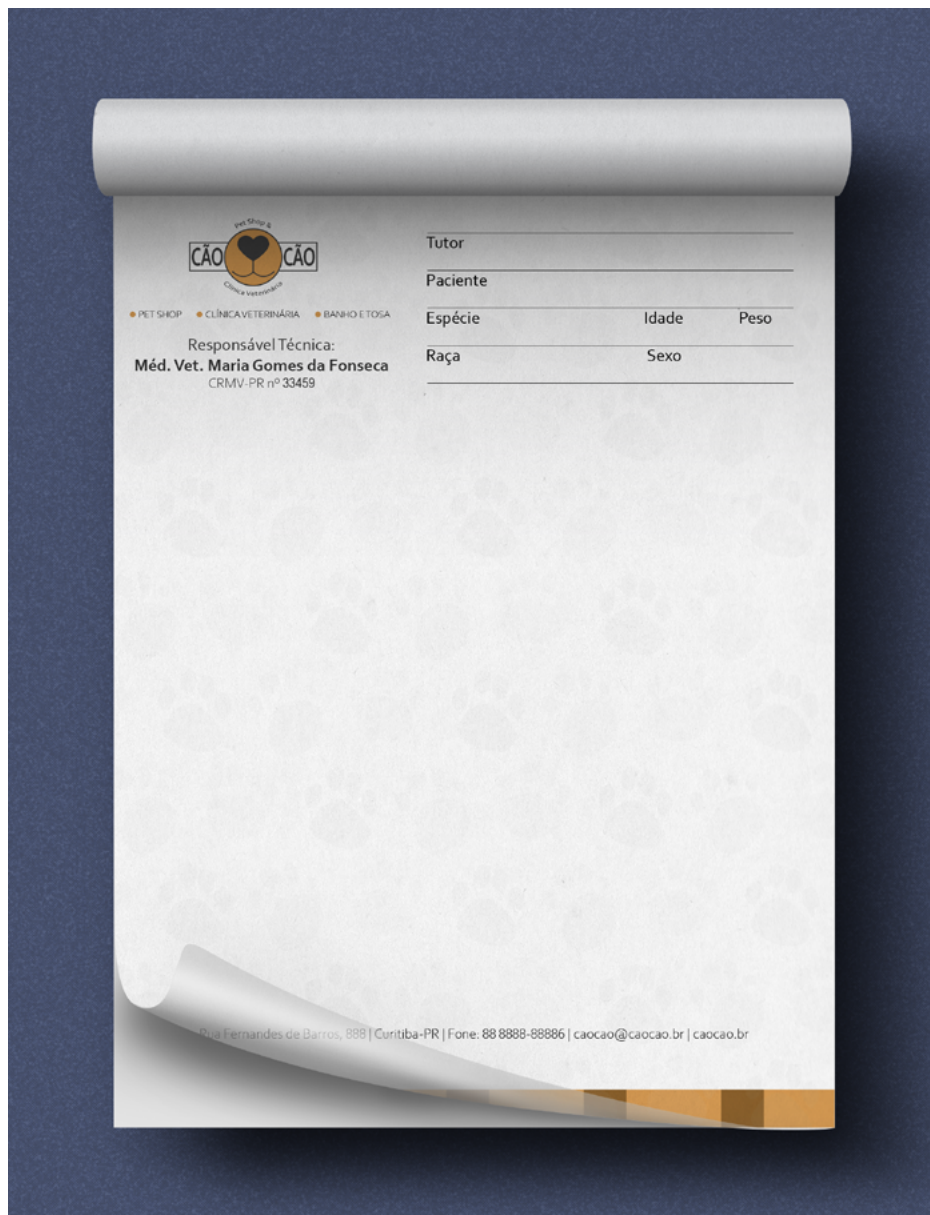 Pet Shop &
CÃO CÃO
Clínica Veterinária
• PET SHOP • CLÍNICA VETERINÁRIA • BANHO E TOSA
Responsável Técnica:
Méd. Vet. Maria Gomes da Fonseca
CRMV-PR nº 33459
Tutor
Paciente
Espécie Idade Peso
Raça Sexo
Rua Fernandes de Barros, 888 | Curitiba-PR | Fone: 88 8888-88886 | caocao@caocao.br | caocao.br